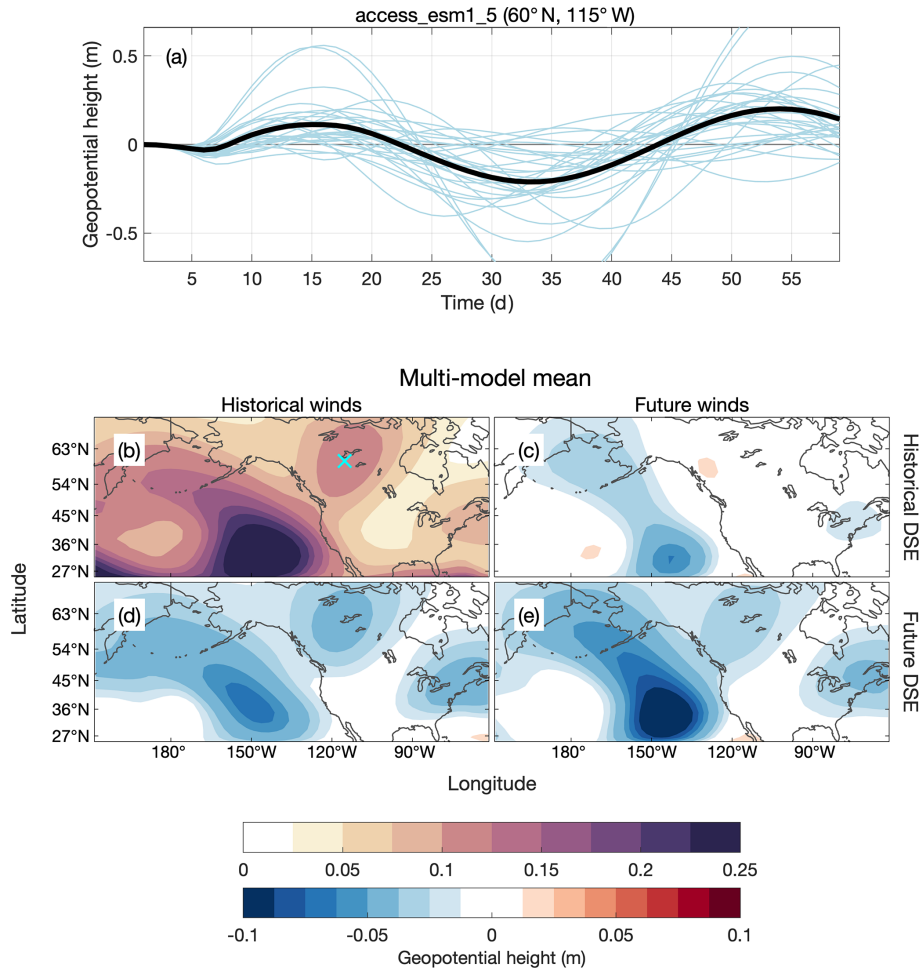 access_esm1_5 (60° N, 115° W)
(a)
Geopotential height (m)
0.5
0
-0.5
5 10 15 20 25 30 35 40 45 50 55
Time (d)
Multi-model mean
Historical winds Future winds
(b) (c)
63°N
54°N
45°N
36°N
27°N
Historical DSE
(d) (e)
63°N
54°N
45°N
36°N
27°N
Future DSE
Latitude
180° 150°W 120°W 90°W 180° 150°W 120°W 90°W
Longitude
0 0.05 0.1 0.15 0.2 0.25
-0.1 -0.05 0 0.05 0.1
Geopotential height (m)